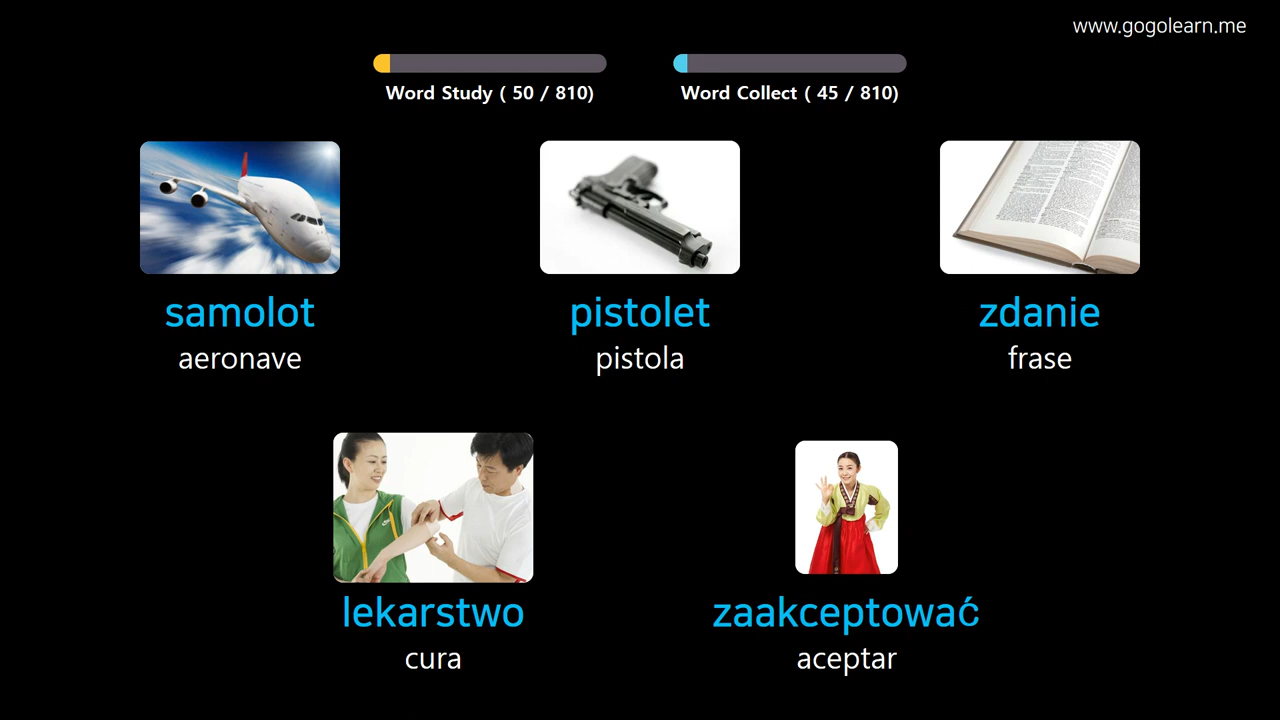 www.gogolearn.me
Word Study ( 50 / 810)
Word Collect ( 45 / 810)
samolot
aeronave
pistolet
pistola
zdanie
frase
lekarstwo
cura
zaakceptować
aceptar